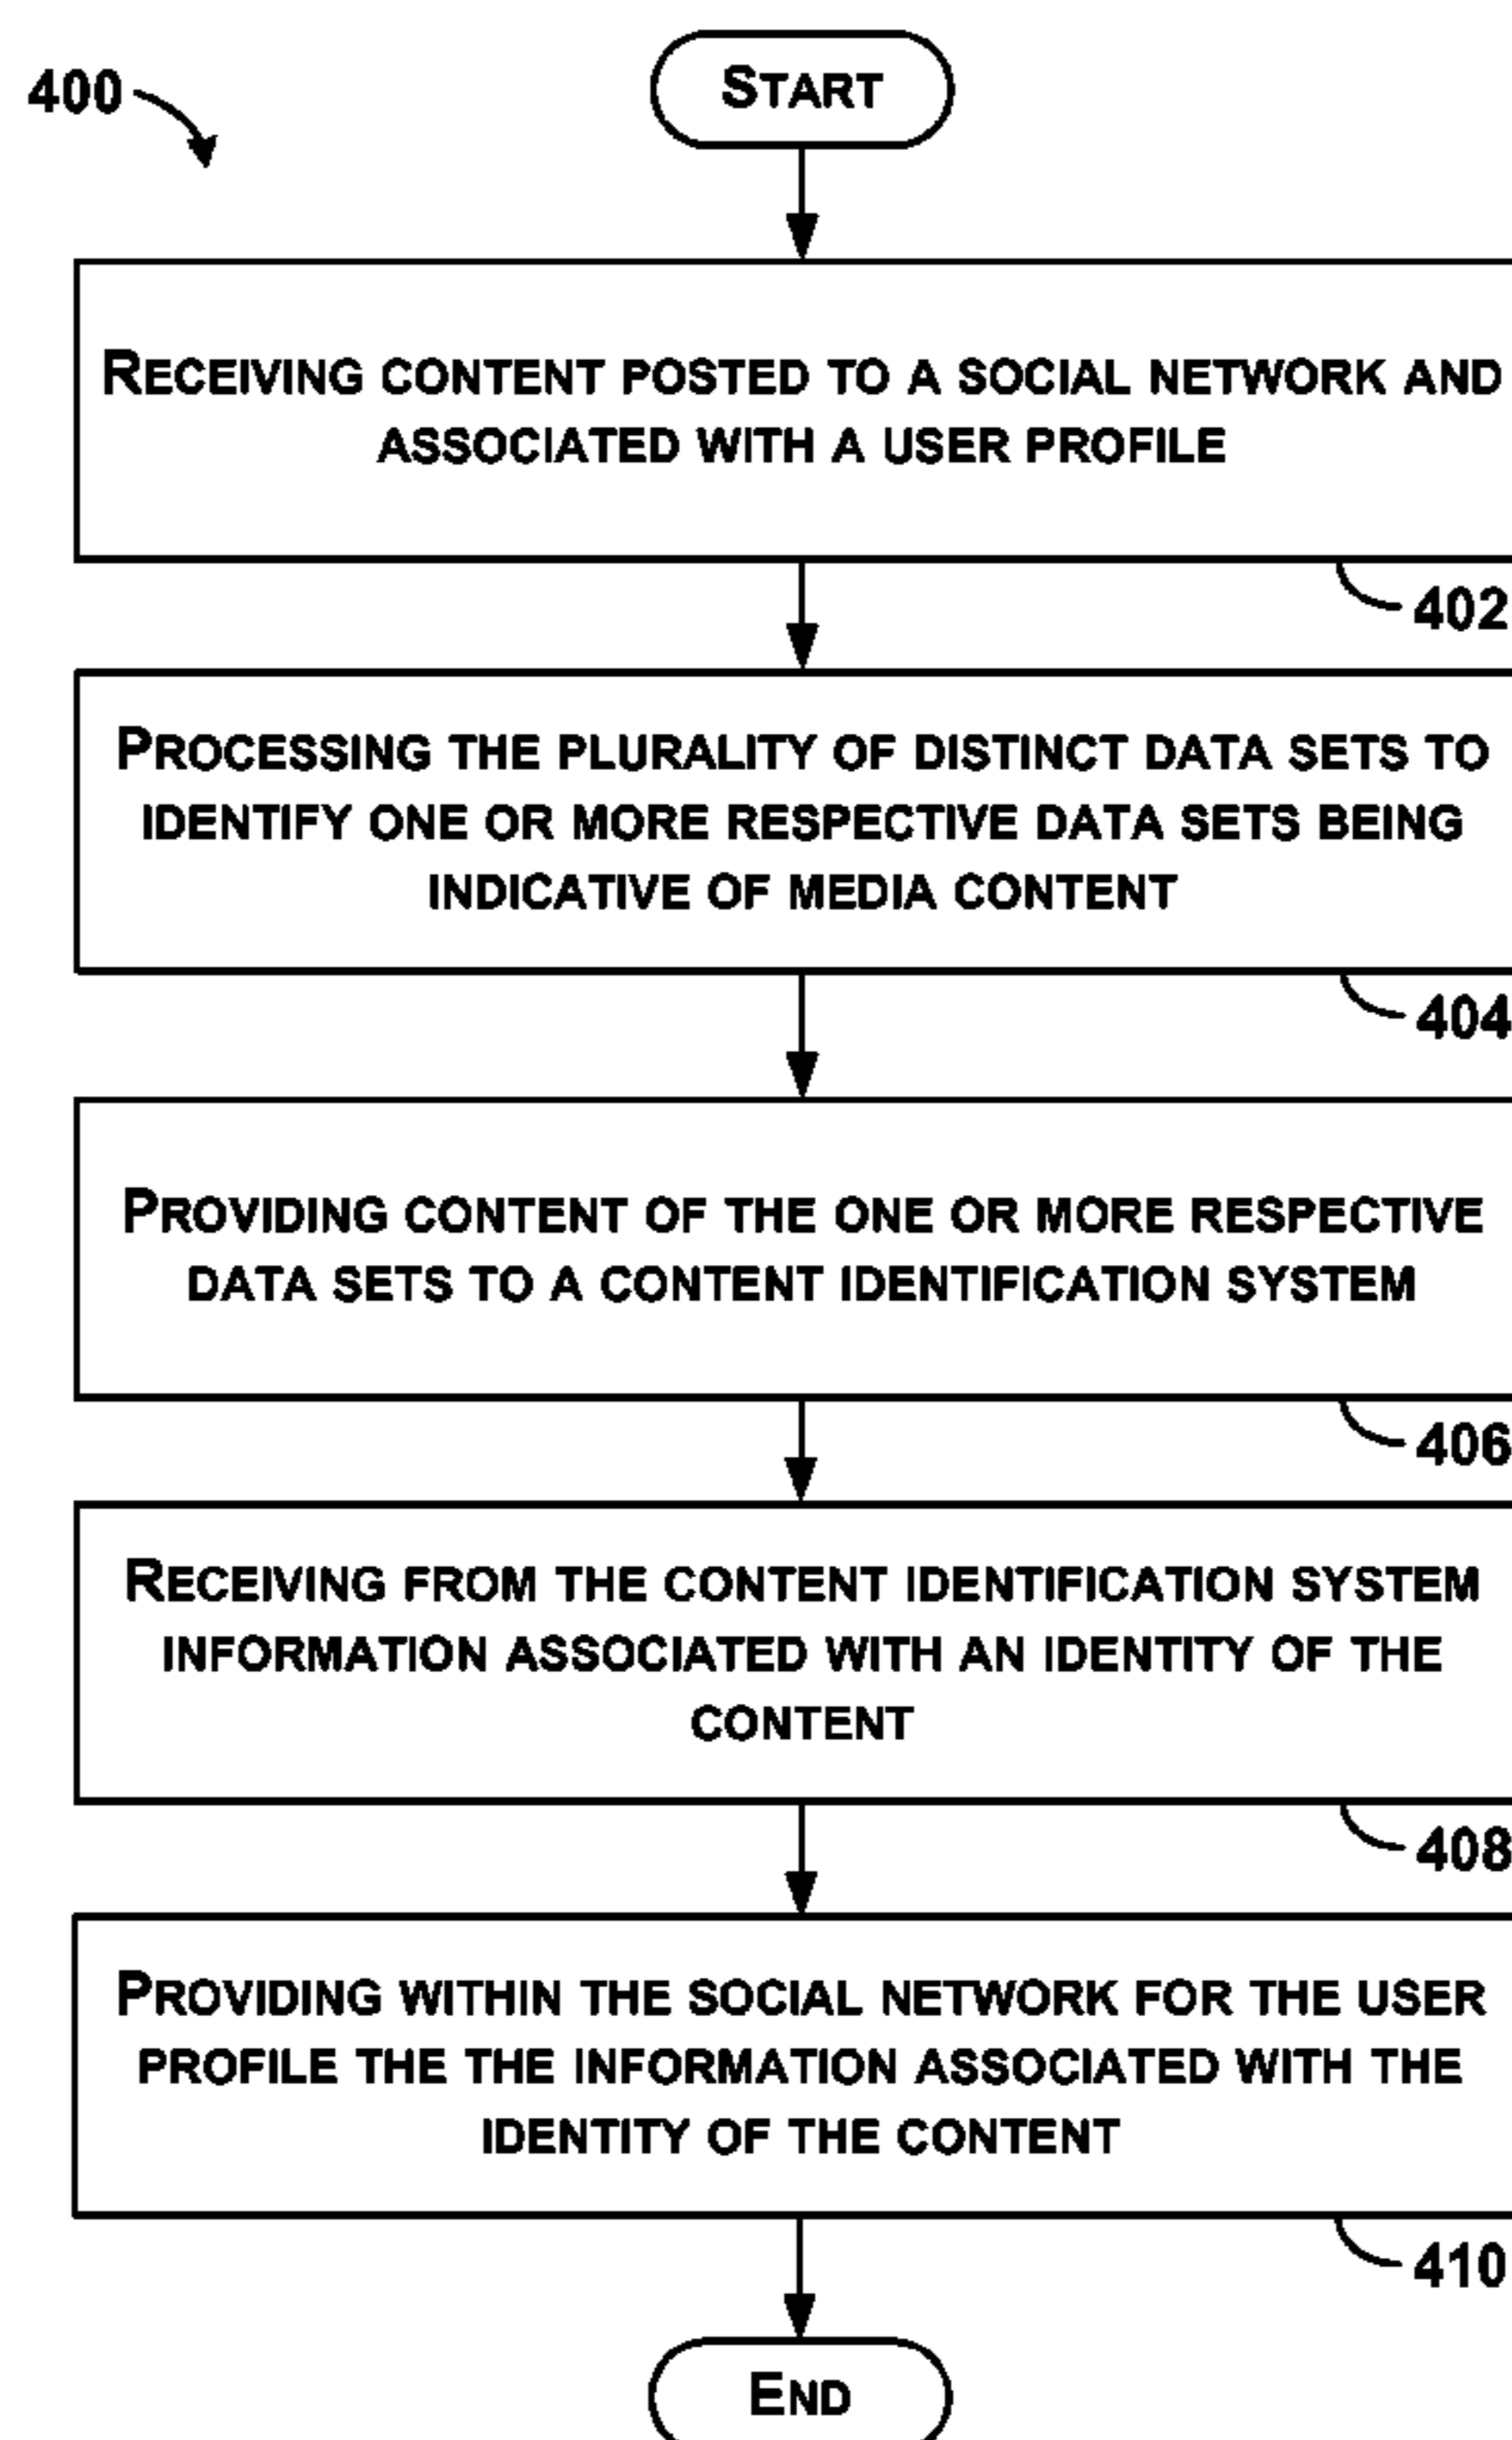 400
START
RECEIVING CONTENT POSTED TO A SOCIAL NETWORK AND
ASSOCIATED WITH A USER PROFILE
402
PROCESSING THE PLURALITY OF DISTINCT DATA SETS TO
IDENTIFY ONE OR MORE RESPECTIVE DATA SETS BEING
INDICATIVE OF MEDIA CONTENT
404
PROVIDING CONTENT OF THE ONE OR MORE RESPECTIVE
DATA SETS TO A CONTENT IDENTIFICATION SYSTEM
406
RECEIVING FROM THE CONTENT IDENTIFICATION SYSTEM
INFORMATION ASSOCIATED WITH AN IDENTITY OF THE
CONTENT
408
PROVIDING WITHIN THE SOCIAL NETWORK FOR THE USER
PROFILE THE THE INFORMATION ASSOCIATED WITH THE
IDENTITY OF THE CONTENT
410
END